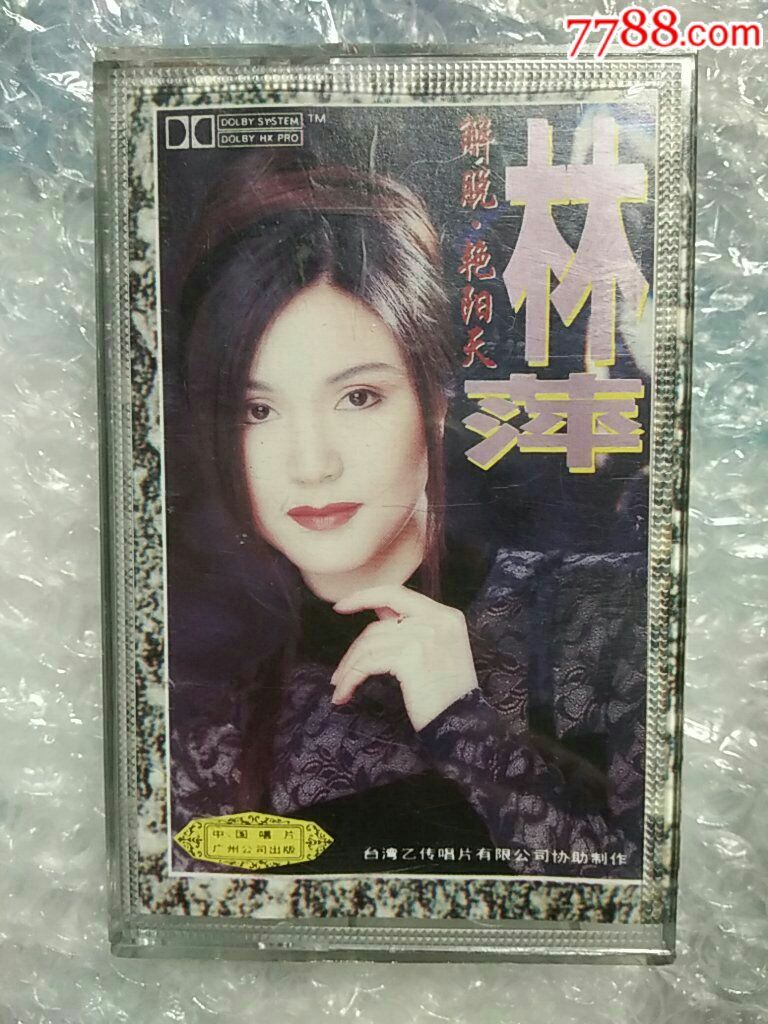 7788.com
DOLBY SYSTEM TM
DOLBY HX PRO
解脱·艳阳天
林萍
中国唱片
广州公司出版
台湾乙传唱片有限公司协助制作